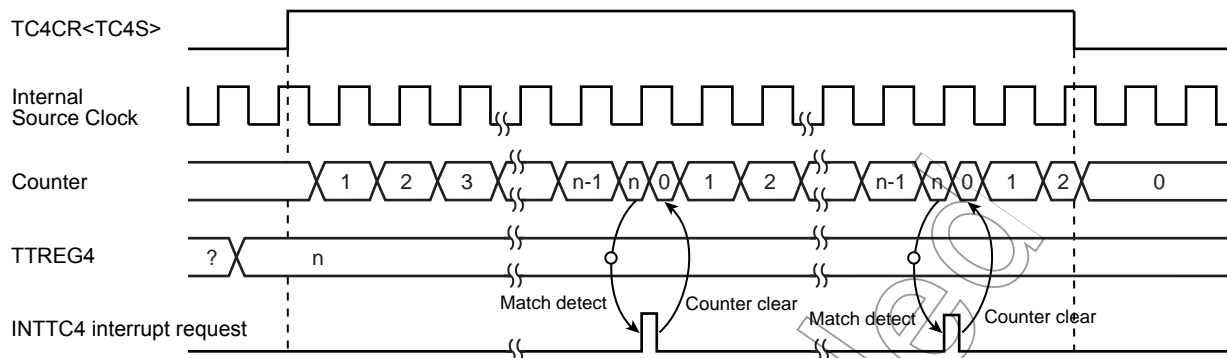 TC4CR<TC4S>
Internal
Source Clock
Counter
1 2 3 n-1 n 0 1 2 n-1 n 0 1 2 0
TTREG4
? n
Match detect Counter clear Match detect Counter clear
INTTC4 interrupt request